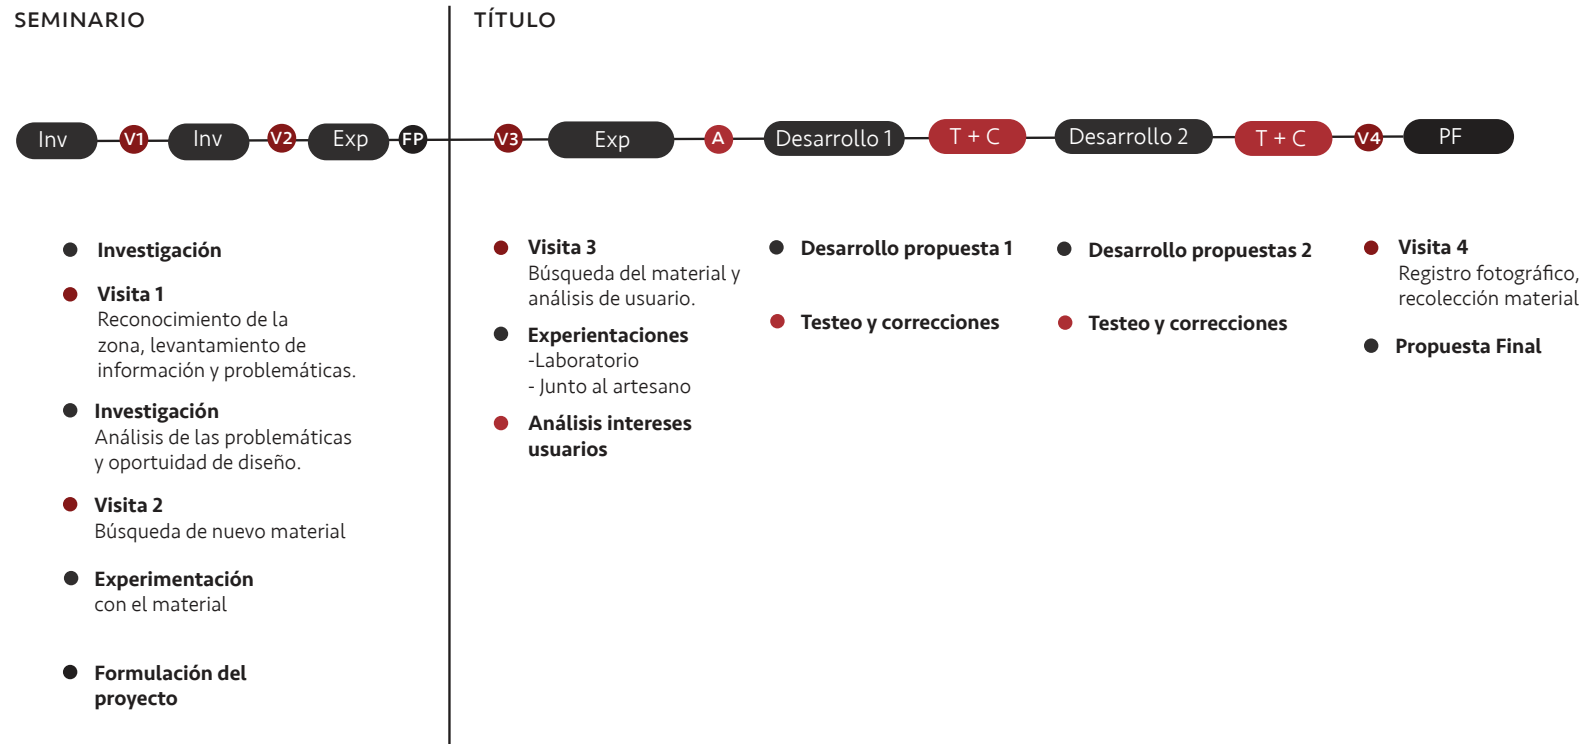 SEMINARIO
TÍTULO
Inv
V1
Inv
V2
Exp
FP
V3
Exp
A
Desarrollo 1
T + C
Desarrollo 2
T + C
V4
PF
Investigación
Visita 1
Reconocimiento de la
zona, levantamiento de
información y problemáticas.
Investigación
Análisis de las problemáticas
y oportuidad de diseño.
Visita 2
Búsqueda de nuevo material
Experimentación
con el material
Formulación del
proyecto
Visita 3
Búsqueda del material y
análisis de usuario.
Experientaciones
-Laboratorio
- Junto al artesano
Análisis intereses
usuarios
Desarrollo propuesta 1
Testeo y correcciones
Desarrollo propuestas 2
Testeo y correcciones
Visita 4
Registro fotográfico,
recolección material
Propuesta Final